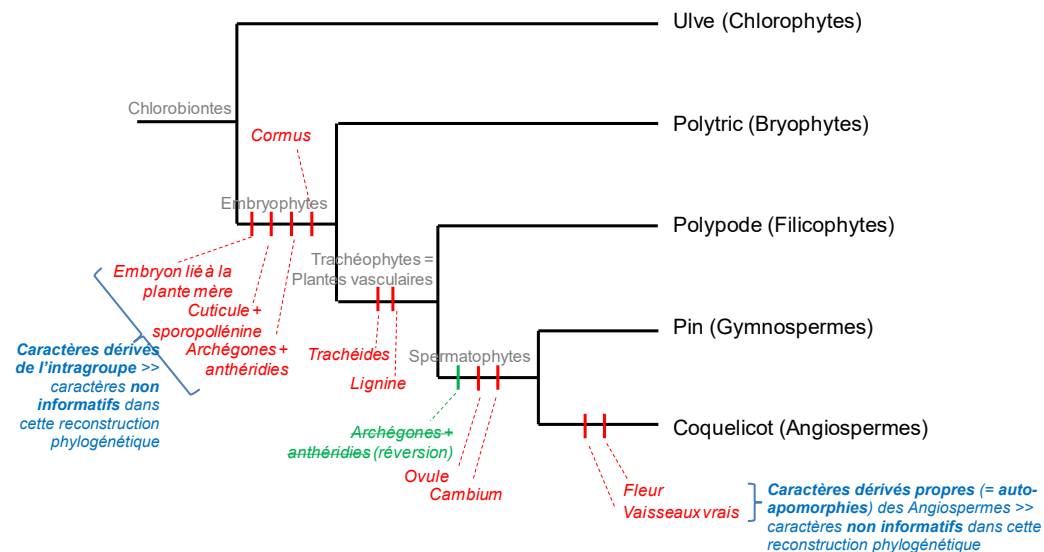 Ulve (Chlorophytes)
Chlorobiontes
Polytric (Bryophytes)
Cormus
Embryophytes
Polypode (Filicophytes)
Trachéophytes =
Plantes vasculaires
Embryon lié à la
plante mère
Cuticule +
sporopollénine
Archégones +
anthéridies
Caractères dérivés
de l'intragroupe >>
caractères non
informatifs dans
cette reconstruction
phylogénétique
Trachéides
Lignine
Pin (Gymnospermes)
Spermatophytes
Archégones +
anthéridies (réversion)
Ovule
Cambium
Coquelicot (Angiospermes)
Fleur
Vaisseaux vrais
Caractères dérivés propres (= auto-
apomorphies) des Angiospermes >>
caractères non informatifs dans cette
reconstruction phylogénétique